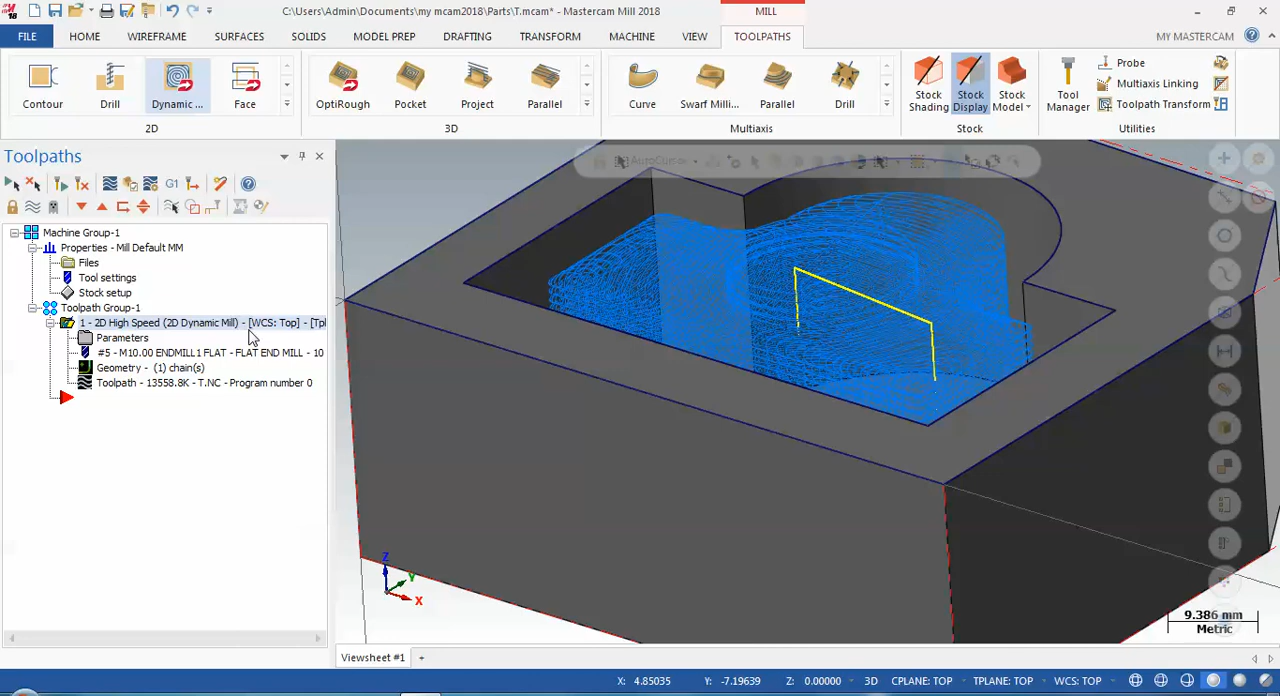 C:\Users\Admin\Documents\my mcam2018\Parts\T.mcam* - Mastercam Mill 2018
MILL
FILE HOME WIREFRAME SURFACES SOLIDS MODEL PREP DRAFTING TRANSFORM MACHINE VIEW TOOLPATHS MY MASTERCAM
Contour Drill Dynamic ... Face OptiRough Pocket Project Parallel Curve Swarf Milli... Parallel Drill Stock Shading Stock Display Stock Model Tool Manager Probe
Multiaxis Linking
Toolpath Transform
2D 3D Multiaxis Stock Utilities
Toolpaths
AutoCursor
G1
Machine Group-1
Properties - Mill Default MM
Files
Tool settings
Stock setup
Toolpath Group-1
1 - 2D High Speed (2D Dynamic Mill) - [WCS: Top] - [Tpl
Parameters
#5 - M10.00 ENDMILL1 FLAT - FLAT END MILL - 10
Geometry - (1) chain(s)
Toolpath - 13558.8K - T.NC - Program number 0
Z
Y
X
9.386 mm
Metric
Viewsheet #1 +
X: 4.85035 Y: -7.19639 Z: 0.00000 3D CPLANE: TOP TPLANE: TOP WCS: TOP